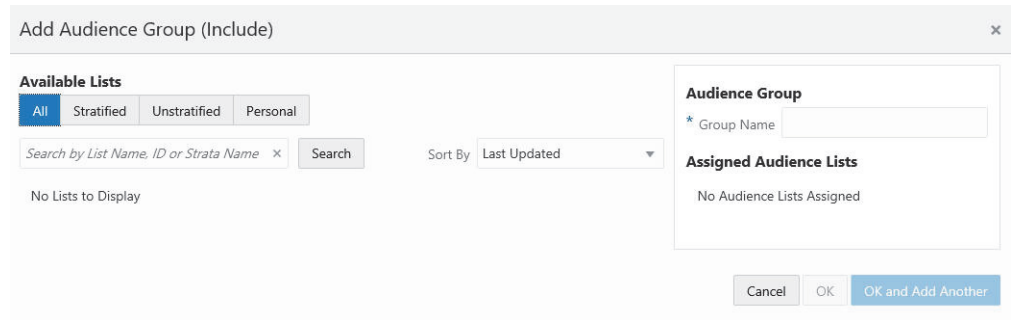 Add Audience Group (Include) ×
Available Lists
All Stratified Unstratified Personal
Search by List Name, ID or Strata Name × Search Sort By Last Updated
No Lists to Display
Audience Group
* Group Name
Assigned Audience Lists
No Audience Lists Assigned
Cancel OK OK and Add Another